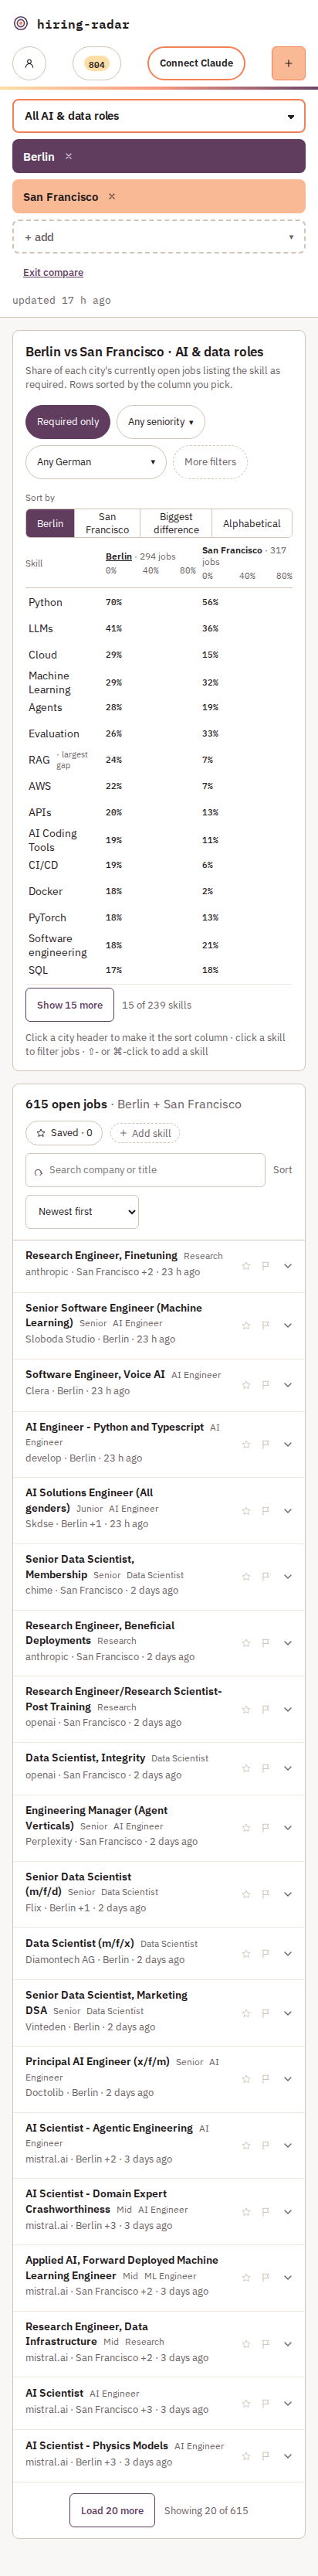 hiring-radar
804
Connect Claude
+
All AI & data roles
Berlin ×
San Francisco ×
+ add
Exit compare
updated 17 h ago
Berlin vs San Francisco · AI & data roles
Share of each city's currently open jobs listing the skill as
required. Rows sorted by the column you pick.
Required only
Any seniority
Any German
More filters
Sort by
Berlin
San
Francisco
Biggest
difference
Alphabetical
Skill
Berlin · 294 jobs
0% 40% 80%
San Francisco · 317
jobs
0% 40% 80%
Python 70% 56%
LLMs 41% 36%
Cloud 29% 15%
Machine
Learning 29% 32%
Agents 28% 19%
Evaluation 26% 33%
RAG · largest
gap 24% 7%
AWS 22% 7%
APIs 20% 13%
AI Coding
Tools 19% 11%
CI/CD 19% 6%
Docker 18% 2%
PyTorch 18% 13%
Software
engineering 18% 21%
SQL 17% 18%
Show 15 more 15 of 239 skills
Click a city header to make it the sort column · click a skill
to filter jobs · ⇧- or ⌘-click to add a skill
615 open jobs · Berlin + San Francisco
Saved · 0
+ Add skill
Search company or title
Sort
Newest first
Research Engineer, Finetuning Research
anthropic · San Francisco +2 · 23 h ago
Senior Software Engineer (Machine
Learning) Senior AI Engineer
Sloboda Studio · Berlin · 23 h ago
Software Engineer, Voice AI AI Engineer
Clera · Berlin · 23 h ago
AI Engineer - Python and Typescript AI
Engineer
develop · Berlin · 23 h ago
AI Solutions Engineer (All
genders) Junior AI Engineer
Skdse · Berlin +1 · 23 h ago
Senior Data Scientist,
Membership Senior Data Scientist
chime · San Francisco · 2 days ago
Research Engineer, Beneficial
Deployments Research
anthropic · San Francisco · 2 days ago
Research Engineer/Research Scientist-
Post Training Research
openai · San Francisco · 2 days ago
Data Scientist, Integrity Data Scientist
openai · San Francisco · 2 days ago
Engineering Manager (Agent
Verticals) Senior AI Engineer
Perplexity · San Francisco · 2 days ago
Senior Data Scientist
(m/f/d) Senior Data Scientist
Flix · Berlin +1 · 2 days ago
Data Scientist (m/f/x) Data Scientist
Diamontech AG · Berlin · 2 days ago
Senior Data Scientist, Marketing
DSA Senior Data Scientist
Vinteden · Berlin · 2 days ago
Principal AI Engineer (x/f/m) Senior AI
Engineer
Doctolib · Berlin · 2 days ago
AI Scientist - Agentic Engineering AI
Engineer
mistral.ai · Berlin +2 · 3 days ago
AI Scientist - Domain Expert
Crashworthiness Mid AI Engineer
mistral.ai · Berlin +3 · 3 days ago
Applied AI, Forward Deployed Machine
Learning Engineer Mid ML Engineer
mistral.ai · San Francisco +2 · 3 days ago
Research Engineer, Data
Infrastructure Mid Research
mistral.ai · San Francisco +2 · 3 days ago
AI Scientist AI Engineer
mistral.ai · San Francisco +3 · 3 days ago
AI Scientist - Physics Models AI Engineer
mistral.ai · Berlin +3 · 3 days ago
Load 20 more Showing 20 of 615